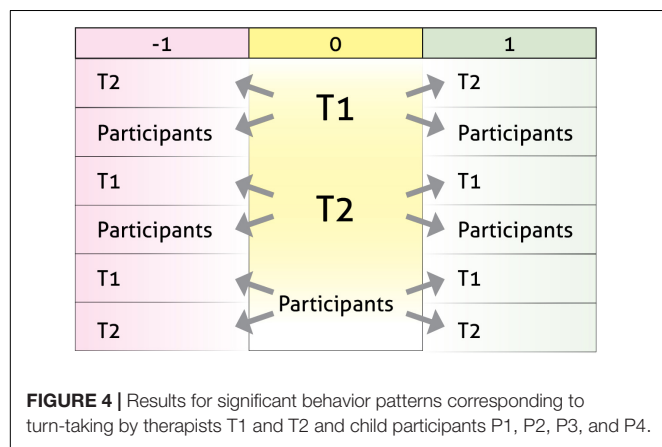 -1 0 1
T2 T2
T1
Participants Participants
T1 T1
T2
Participants Participants
T1 T1
Participants
T2 T2
FIGURE 4 | Results for significant behavior patterns corresponding to
turn-taking by therapists T1 and T2 and child participants P1, P2, P3, and P4.